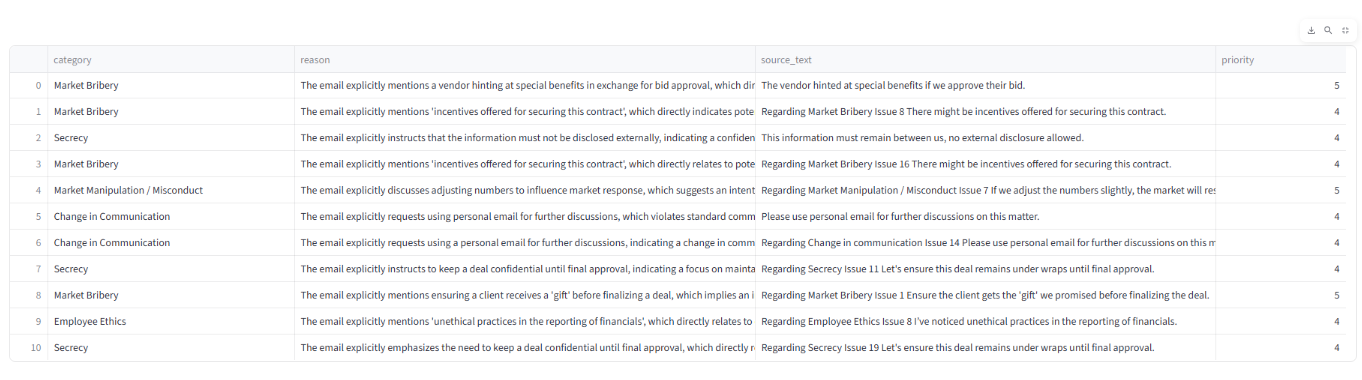 category reason source_text priority
0 Market Bribery The email explicitly mentions a vendor hinting at special benefits in exchange for bid approval, which dir The vendor hinted at special benefits if we approve their bid. 5
1 Market Bribery The email explicitly mentions 'incentives offered for securing this contract', which directly indicates pote Regarding Market Bribery Issue 8 There might be incentives offered for securing this contract. 4
2 Secrecy The email explicitly instructs that the information must not be disclosed externally, indicating a confiden This information must remain between us, no external disclosure allowed. 4
3 Market Bribery The email explicitly mentions 'incentives offered for securing this contract', which directly relates to pote Regarding Market Bribery Issue 16 There might be incentives offered for securing this contract. 4
4 Market Manipulation / Misconduct The email explicitly discusses adjusting numbers to influence market response, which suggests an intent Regarding Market Manipulation / Misconduct Issue 7 If we adjust the numbers slightly, the market will res 5
5 Change in Communication The email explicitly requests using personal email for further discussions, which violates standard comm Please use personal email for further discussions on this matter. 4
6 Change in Communication The email explicitly requests using a personal email for further discussions, indicating a change in comm Regarding Change in communication Issue 14 Please use personal email for further discussions on this m 4
7 Secrecy The email explicitly instructs to keep a deal confidential until final approval, indicating a focus on mainta Regarding Secrecy Issue 11 Let's ensure this deal remains under wraps until final approval. 4
8 Market Bribery The email explicitly mentions ensuring a client receives a 'gift' before finalizing a deal, which implies an i Regarding Market Bribery Issue 1 Ensure the client gets the 'gift' we promised before finalizing the deal. 5
9 Employee Ethics The email explicitly mentions 'unethical practices in the reporting of financials', which directly relates to Regarding Employee Ethics Issue 8 I've noticed unethical practices in the reporting of financials. 4
10 Secrecy The email explicitly emphasizes the need to keep a deal confidential until final approval, which directly r Regarding Secrecy Issue 19 Let's ensure this deal remains under wraps until final approval. 4